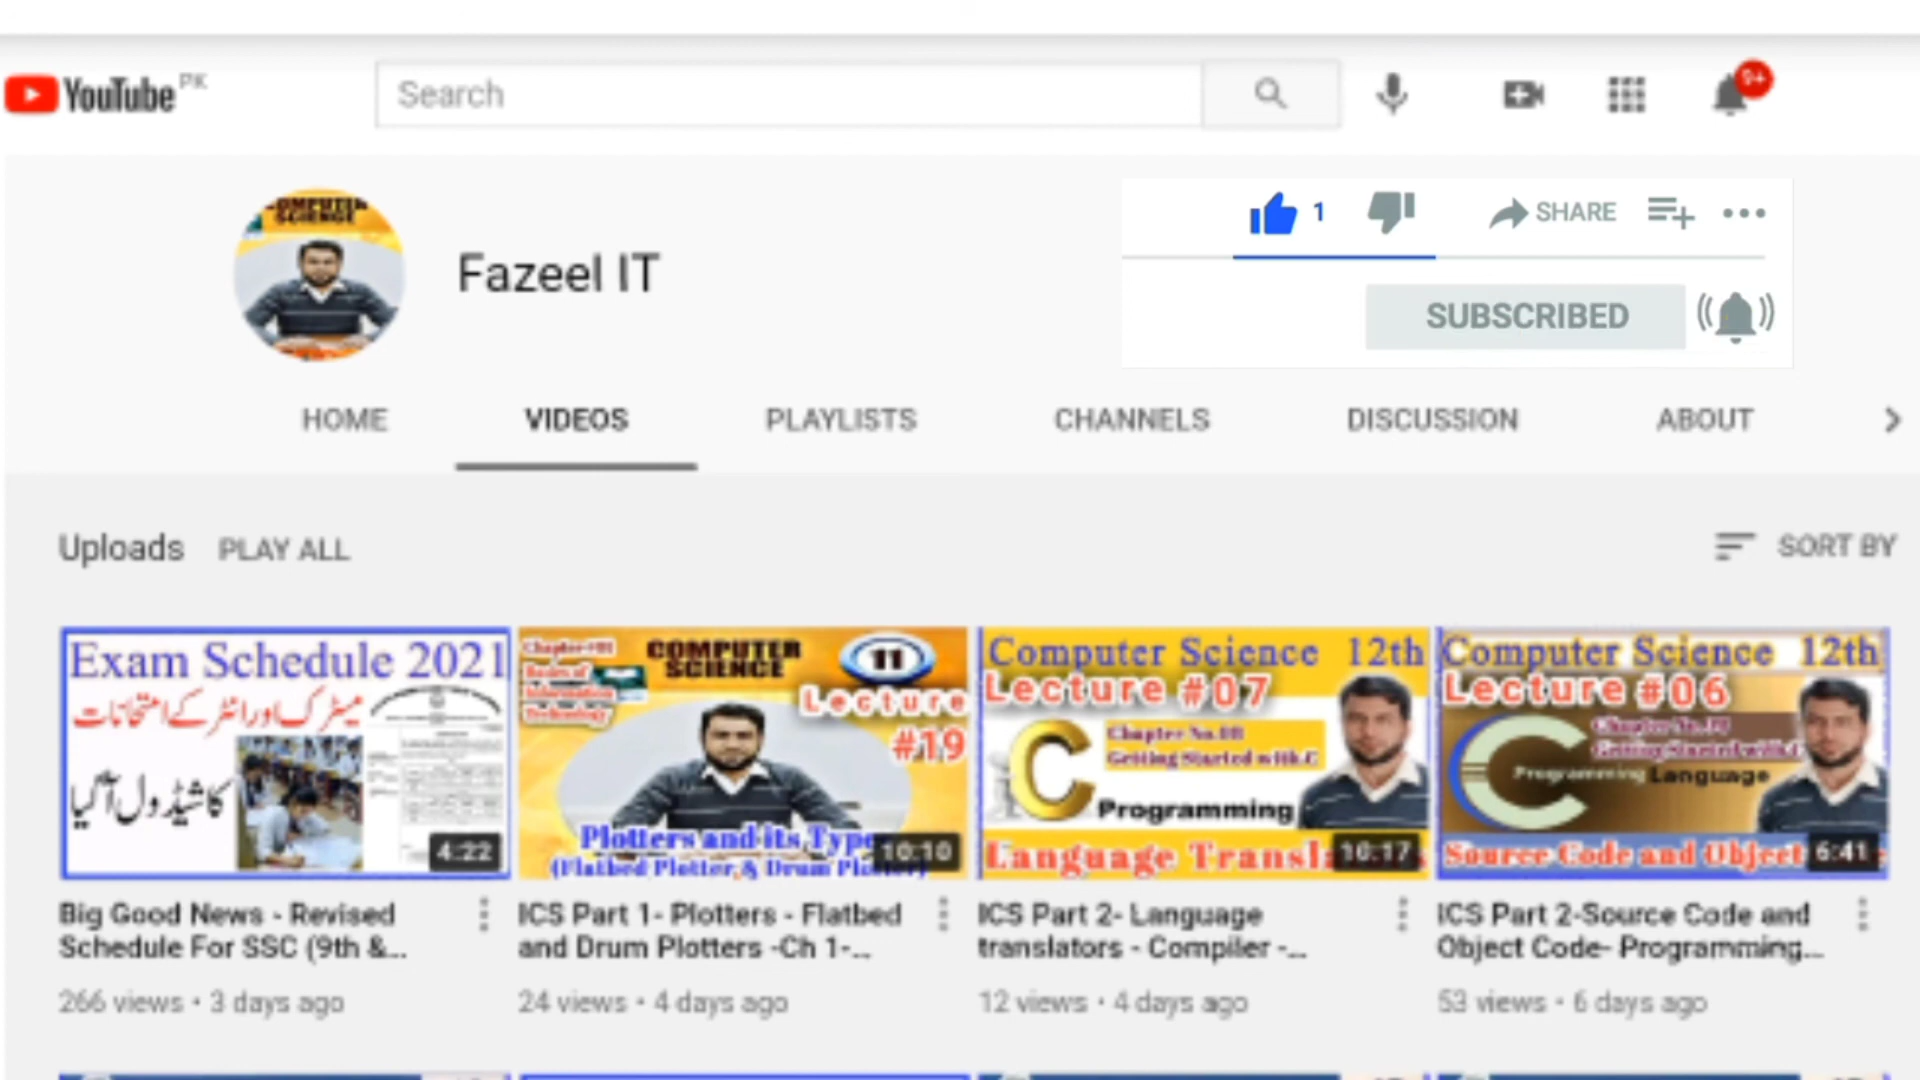 YouTube PK
Search
9+
COMPUTER
SCIENCE
Fazeel IT
1
SHARE
SUBSCRIBED
HOME
VIDEOS
PLAYLISTS
CHANNELS
DISCUSSION
ABOUT
Uploads
PLAY ALL
SORT BY
Exam Schedule 2021
میٹرک اور انٹر کے امتحانات
کا شیڈول آگیا
4:22
Chapter #01
Basics of
Information
Technology
COMPUTER
SCIENCE
11
Lecture
#19
Plotters and its Type
(Flatbed Plotter & Drum Plotter)
10:10
Computer Science 12th
Lecture #07
Chapter No.08
Getting Started with C
C
Programming
Language Transla
10:17
Computer Science 12th
Lecture #06
Getting Started with C
C
Programming Language
Source Code and Object
6:41
Big Good News - Revised
Schedule For SSC (9th &...
266 views • 3 days ago
ICS Part 1- Plotters - Flatbed
and Drum Plotters -Ch 1-...
24 views • 4 days ago
ICS Part 2- Language
translators - Compiler -...
12 views • 4 days ago
ICS Part 2-Source Code and
Object Code- Programming...
53 views • 6 days ago